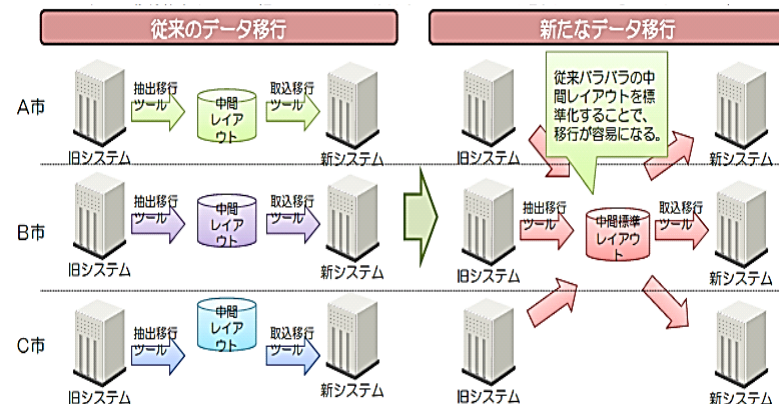 従来のデータ移行
新たなデータ移行
A市
旧システム
抽出移行
ツール
中間
レイア
ウト
取込移行
ツール
新システム
旧システム
従来バラバラの中
間レイアウトを標
準化することで、
移行が容易になる。
新システム
B市
旧システム
抽出移行
ツール
中間
レイア
ウト
取込移行
ツール
新システム
旧システム
抽出移行
ツール
中間標準
レイアウ
ト
取込移行
ツール
新システム
C市
旧システム
抽出移行
ツール
中間
レイア
ウト
取込移行
ツール
新システム
旧システム
新システム